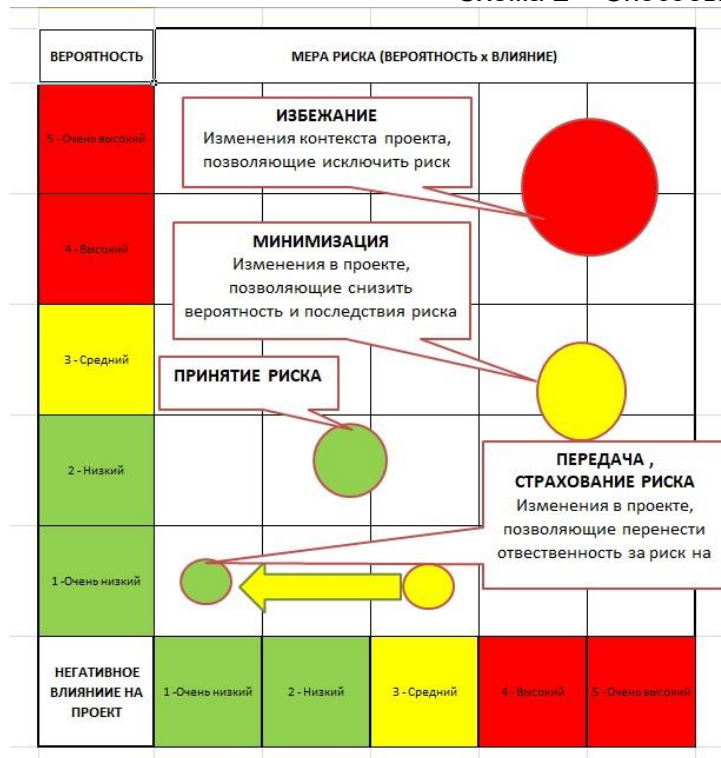 ВЕРОЯТНОСТЬ
МЕРА РИСКА (ВЕРОЯТНОСТЬ х ВЛИЯНИЕ)
5 - Очень высокий
ИЗБЕЖАНИЕ
Изменения контекста проекта,
позволяющие исключить риск
4 - Высокий
МИНИМИЗАЦИЯ
Изменения в проекте,
позволяющие снизить
вероятность и последствия риска
3 - Средний
ПРИНЯТИЕ РИСКА
2 - Низкий
ПЕРЕДАЧА ,
СТРАХОВАНИЕ РИСКА
Изменения в проекте,
позволяющие перенести
отвественность за риск на
1 -Очень низкий
НЕГАТИВНОЕ
ВЛИЯНИИЕ НА
ПРОЕКТ
1 -Очень низкий
2 - Низкий
3 - Средний
4 - Высокий
5 - Очень высокий